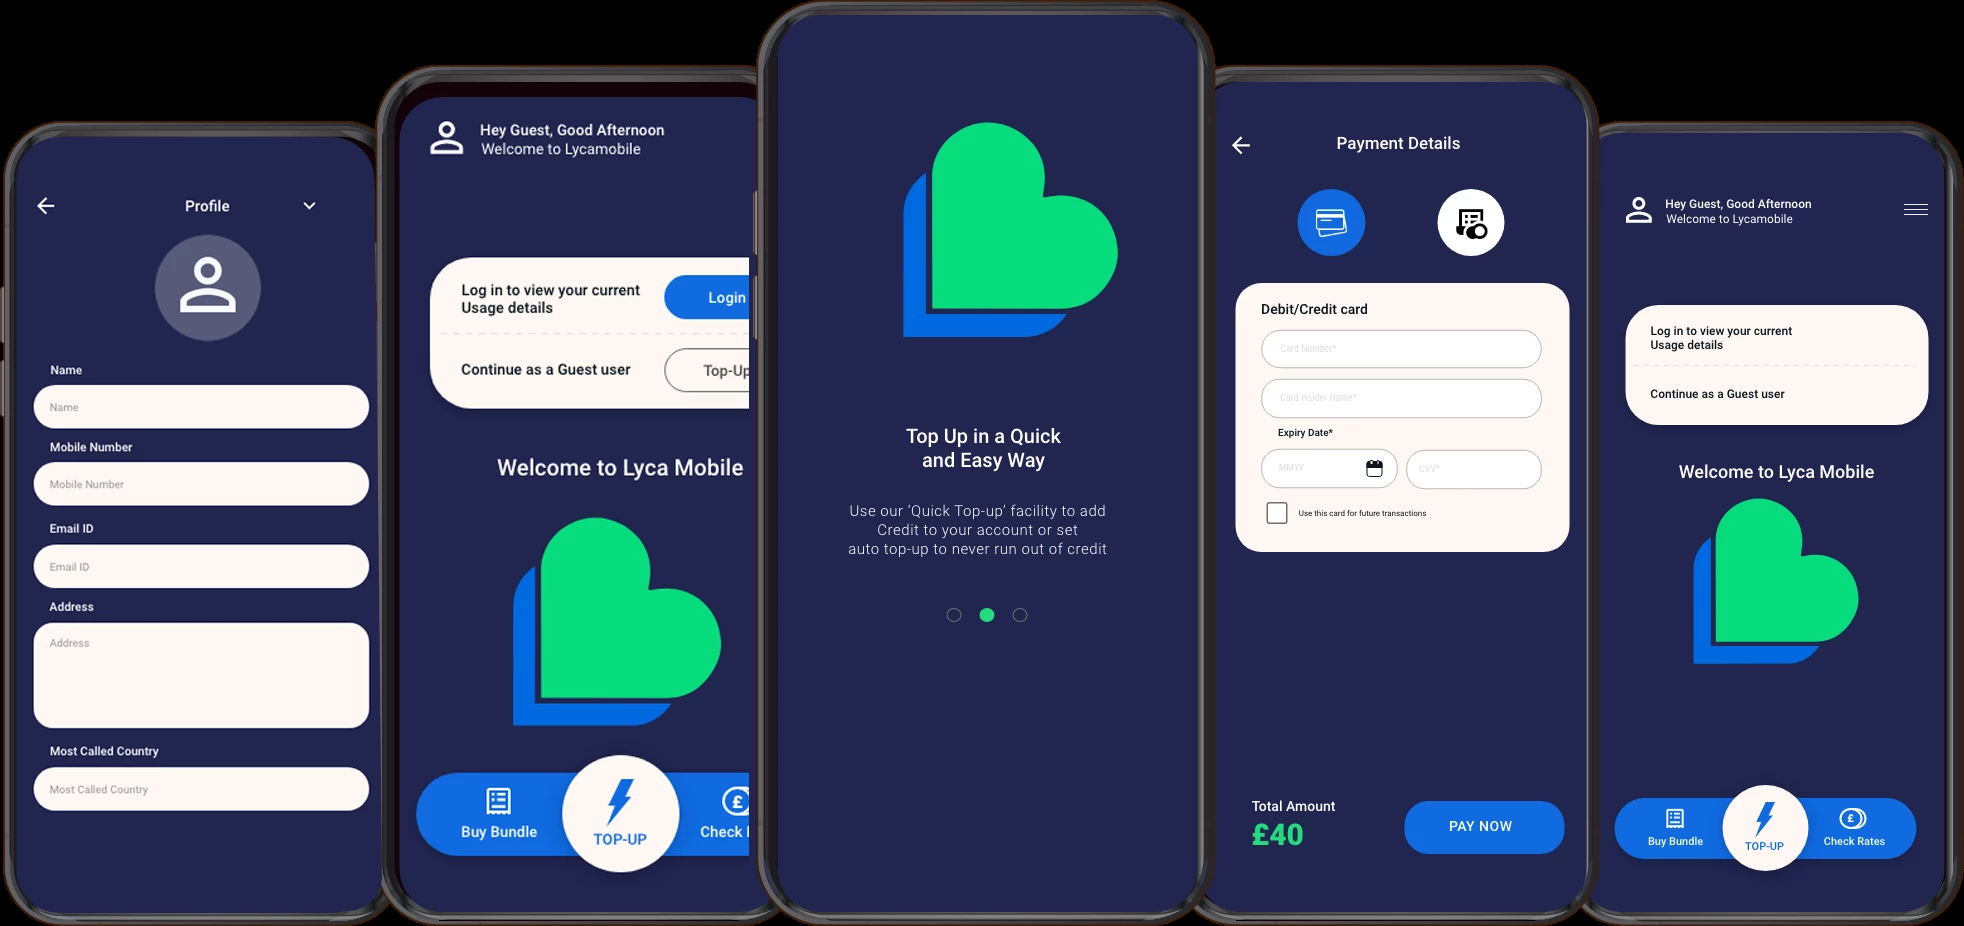 Profile
Name
Name
Mobile Number
Mobile Number
Email ID
Email ID
Address
Address
Most Called Country
Most Called Country
Hey Guest, Good Afternoon
Welcome to Lycamobile
Log in to view your current
Usage details
Login
Continue as a Guest user
Top-Up
Welcome to Lyca Mobile
Buy Bundle
TOP-UP
£
Check
Top Up in a Quick
and Easy Way
Use our ‘Quick Top-up’ facility to add
Credit to your account or set
auto top-up to never run out of credit
Payment Details
Debit/Credit card
Card Number*
Card Holder Name*
Expiry Date*
MMYY
CVV*
Use this card for future transactions
Total Amount
£40
PAY NOW
Hey Guest, Good Afternoon
Welcome to Lycamobile
Log in to view your current
Usage details
Continue as a Guest user
Welcome to Lyca Mobile
Buy Bundle
TOP-UP
£
Check Rates